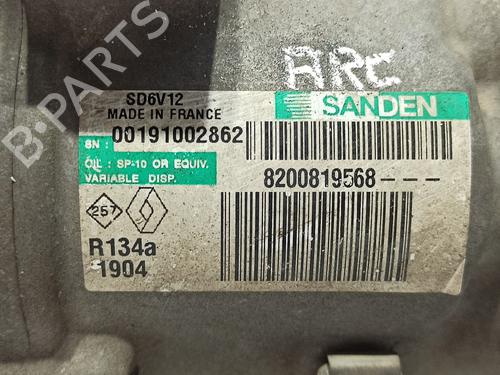 B-PARTS
ARC
SD6V12
MADE IN FRANCE
SANDEN
SN : 00191002862
OIL : SP-10 OR EQUIV.
VARIABLE DISP.
8200819568---
257
R134a
1904